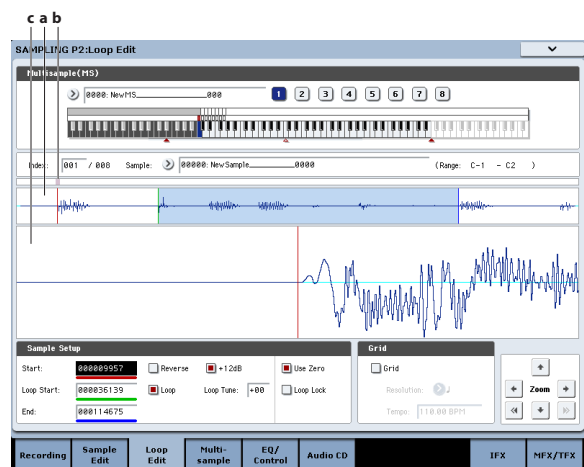 c a b
SAMPLING P2:Loop Edit
Multisample(MS)
0000: NewMS_______________000
1 2 3 4 5 6 7 8
Index: 001 / 008 Sample: 00000: NewSample_________0000 (Range: C-1 - C2 )
Sample Setup
Start: 000009957 Reverse +12dB Use Zero
Loop Start: 000036139 Loop Loop Tune: +00 Loop Lock
End: 000114675
Grid
Grid
Resolution: ♩
Tempo: 110.00 BPM
Zoom
Recording Sample Edit Loop Edit Multi-sample EQ/Control Audio CD IFX MFX/TFX